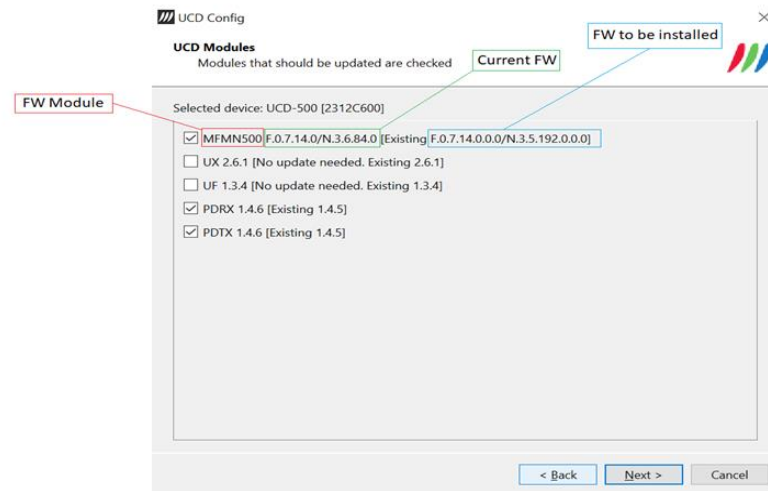 UCD Config
FW to be installed
UCD Modules
Modules that should be updated are checked
Current FW
FW Module
Selected device: UCD-500 [2312C600]
MFMN500 F.0.7.14.0/N.3.6.84.0 [Existing F.0.7.14.0.0.0/N.3.5.192.0.0.0]
UX 2.6.1 [No update needed. Existing 2.6.1]
UF 1.3.4 [No update needed. Existing 1.3.4]
PDRX 1.4.6 [Existing 1.4.5]
PDTX 1.4.6 [Existing 1.4.5]
< Back Next > Cancel